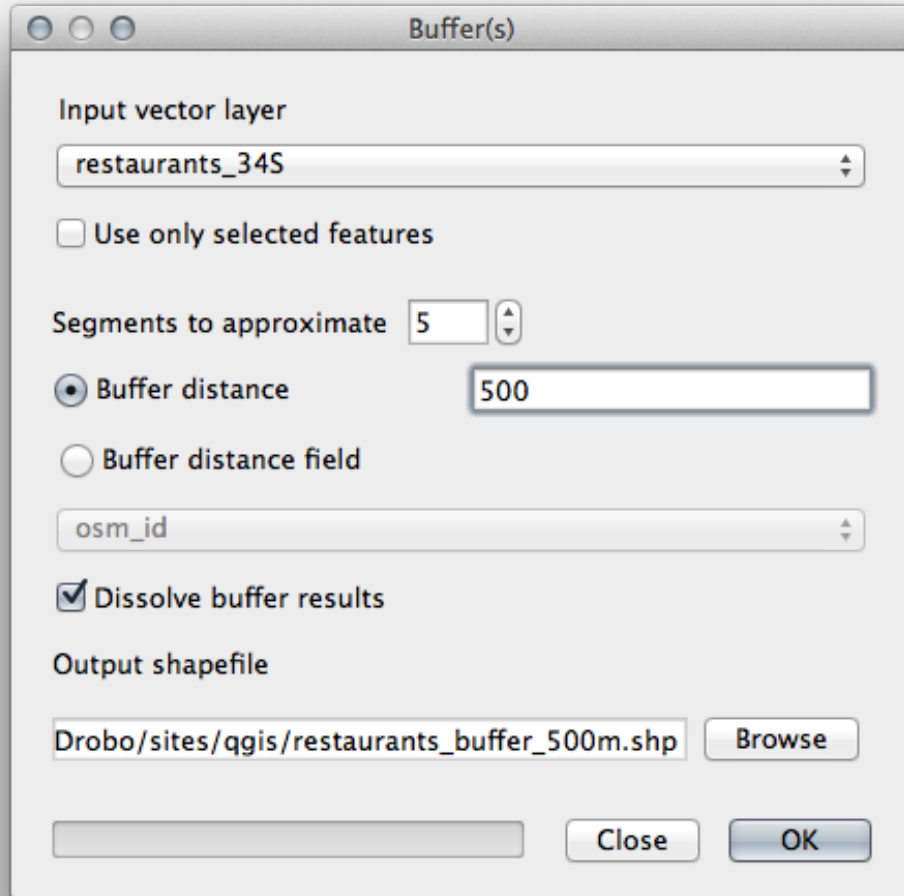 Buffer(s)
Input vector layer
restaurants_34S
Use only selected features
Segments to approximate 5
Buffer distance 500
Buffer distance field
osm_id
Dissolve buffer results
Output shapefile
Drobo/sites/qgis/restaurants_buffer_500m.shp Browse
Close OK